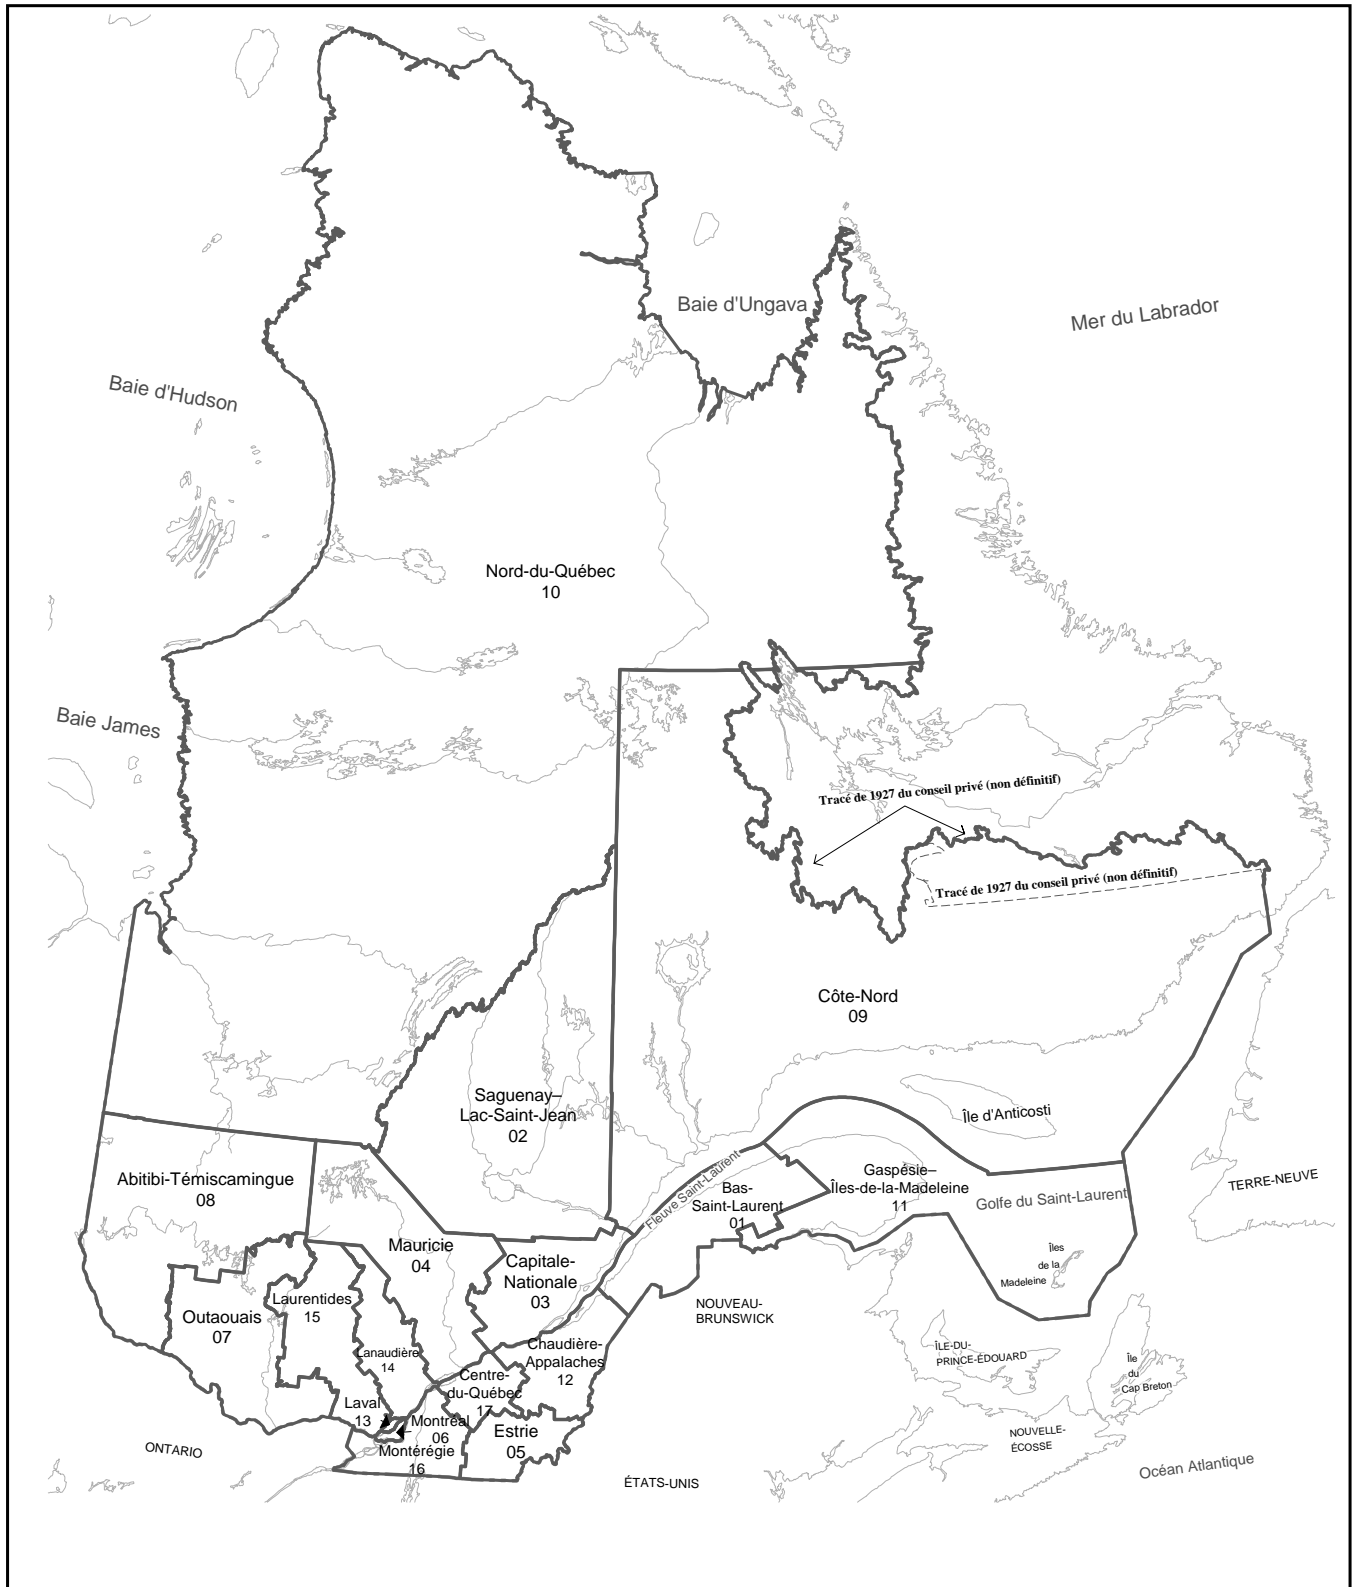 Baie d'Ungava
Mer du Labrador
Baie d'Hudson
Nord-du-Québec
10
Baie James
Tracé de 1927 du conseil privé (non définitif)
Tracé de 1927 du conseil privé (non définitif)
Côte-Nord
09
Saguenay–
Lac-Saint-Jean
02
Île d'Anticosti
Abitibi-Témiscamingue
08
Fleuve Saint-Laurent
Bas-
Saint-Laurent
01
Gaspésie–
Îles-de-la-Madeleine
11
Golfe du Saint-Laurent
TERRE-NEUVE
Mauricie
04
Capitale-
Nationale
03
Îles
de la
Madeleine
Laurentides
15
Outaouais
07
NOUVEAU-
BRUNSWICK
Lanaudière
14
Chaudière-
Appalaches
12
ÎLE-DU-
PRINCE-ÉDOUARD
Île
du
Cap Breton
Centre-
du-Québec
17
Laval
13
Montréal
06
Montérégie
16
Estrie
05
ONTARIO
NOUVELLE-
ÉCOSSE
Océan Atlantique
ÉTATS-UNIS